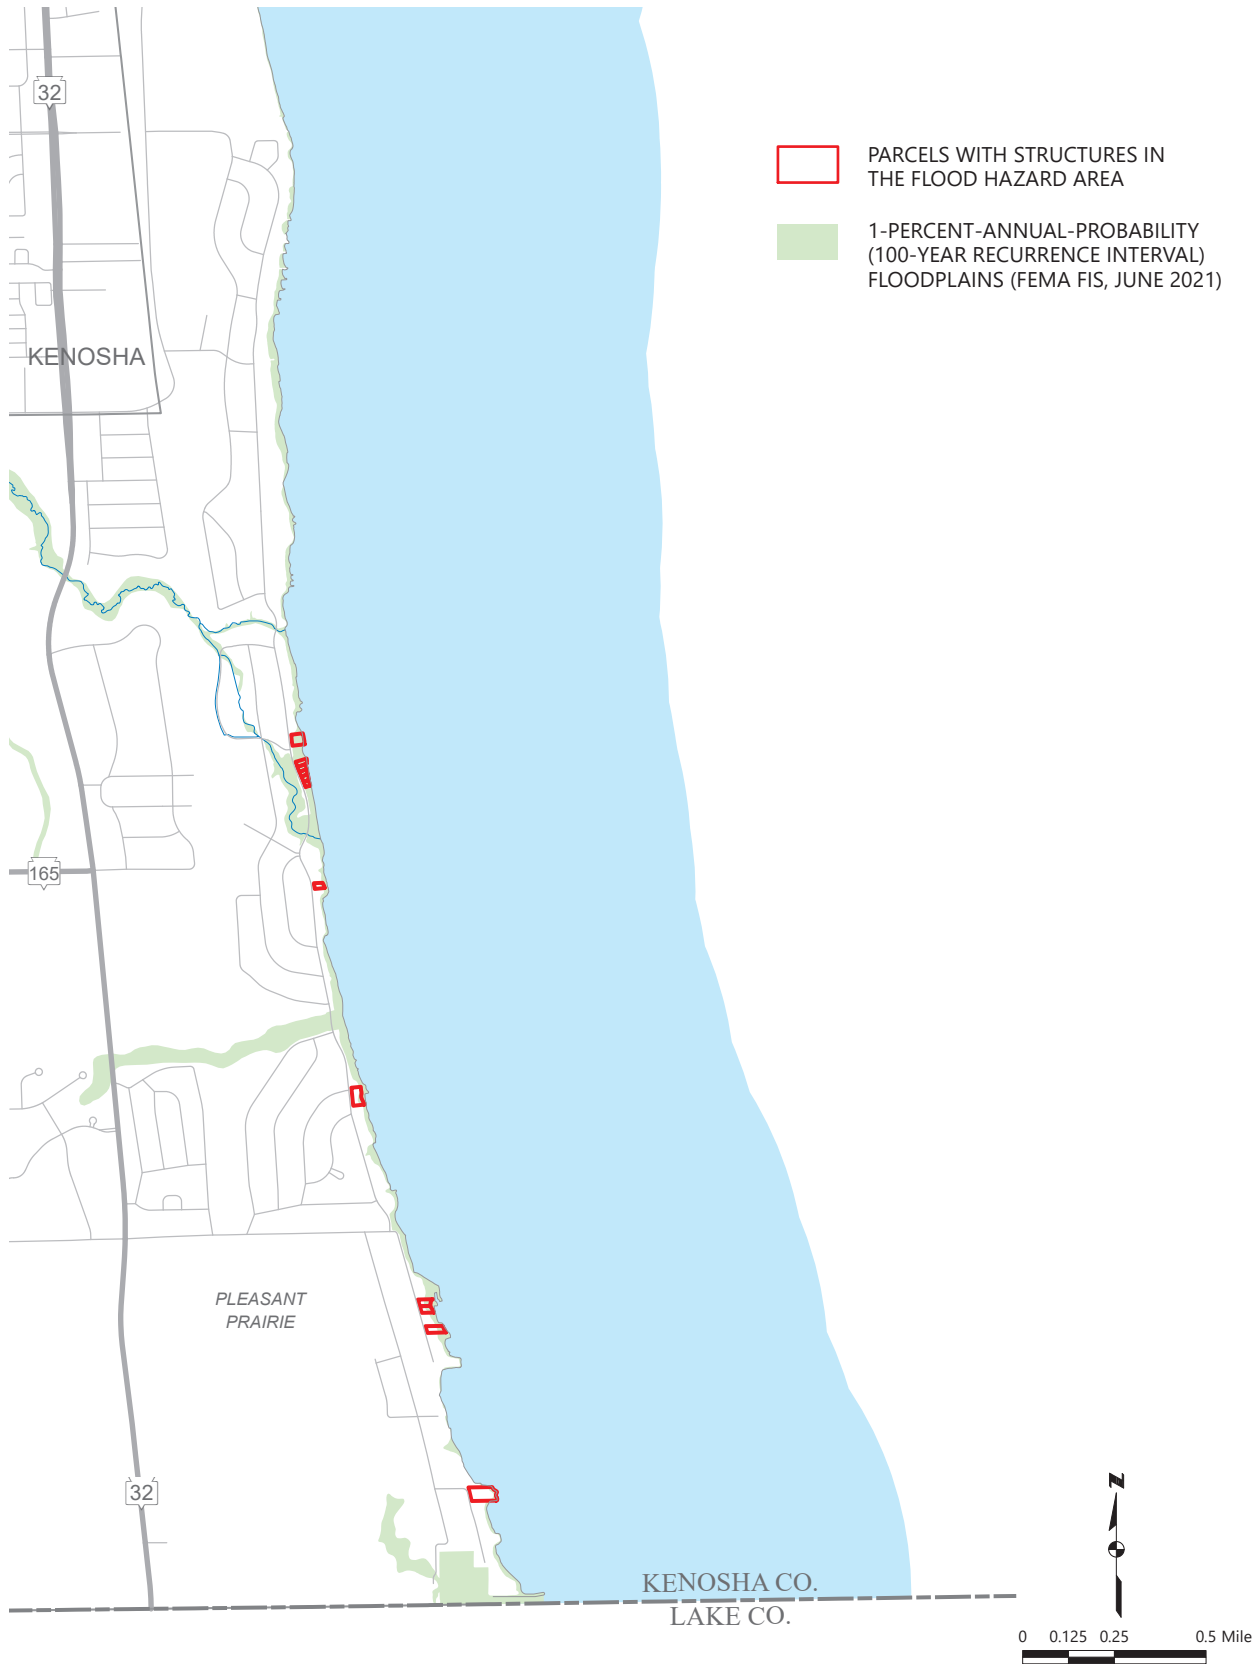 32
PARCELS WITH STRUCTURES IN
THE FLOOD HAZARD AREA
1-PERCENT-ANNUAL-PROBABILITY
(100-YEAR RECURRENCE INTERVAL)
FLOODPLAINS (FEMA FIS, JUNE 2021)
KENOSHA
165
PLEASANT
PRAIRIE
32
Z
KENOSHA CO.
LAKE CO.
0 0.125 0.25 0.5 Mile